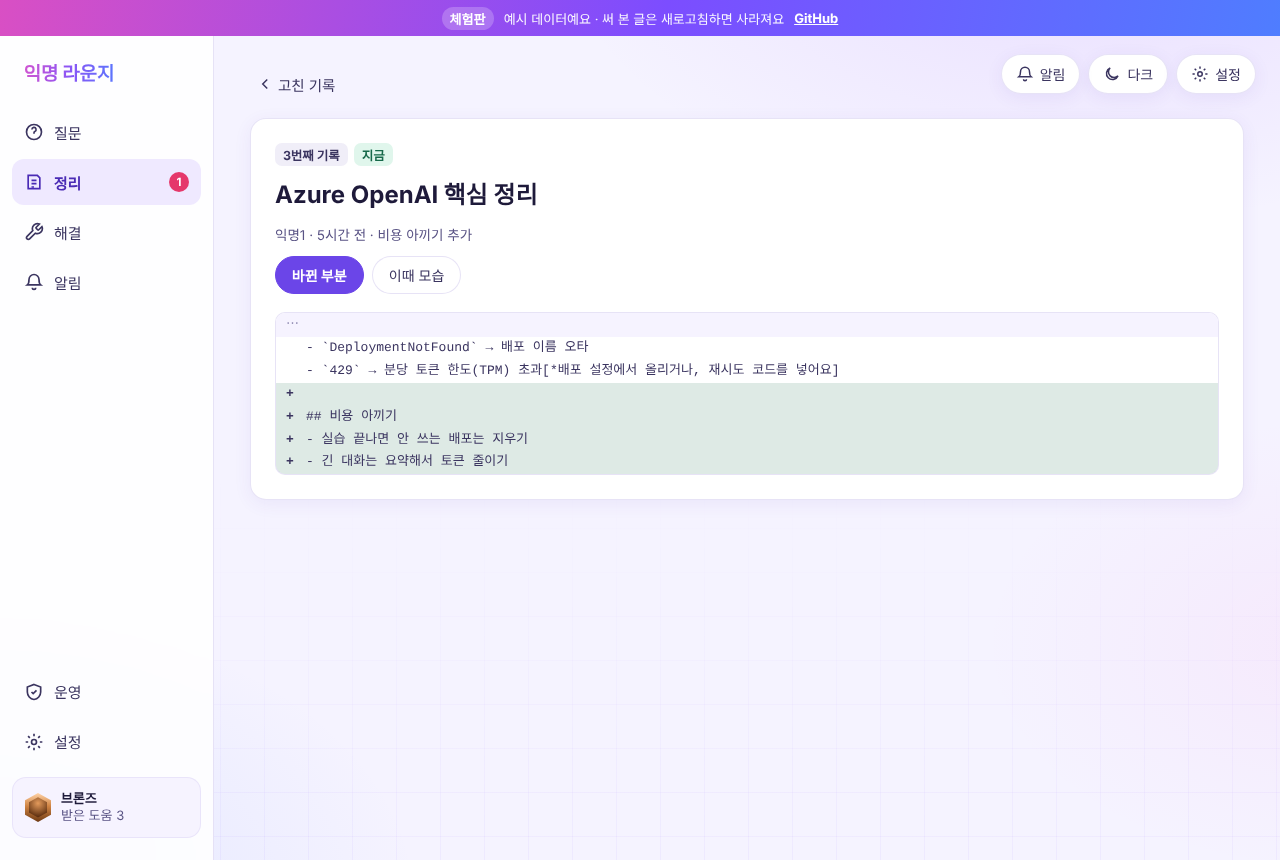 체험판 예시 데이터예요 · 써 본 글은 새로고침하면 사라져요 GitHub
익명 라운지
질문
정리 1
해결
알림
운영
설정
브론즈
받은 도움 3
고친 기록
알림 다크 설정
3번째 기록 지금
Azure OpenAI 핵심 정리
익명1 · 5시간 전 · 비용 아끼기 추가
바뀐 부분 이때 모습
...
- `DeploymentNotFound` → 배포 이름 오타
- `429` → 분당 토큰 한도(TPM) 초과[*배포 설정에서 올리거나, 재시도 코드를 넣어요]
+
+ ## 비용 아끼기
+ - 실습 끝나면 안 쓰는 배포는 지우기
+ - 긴 대화는 요약해서 토큰 줄이기